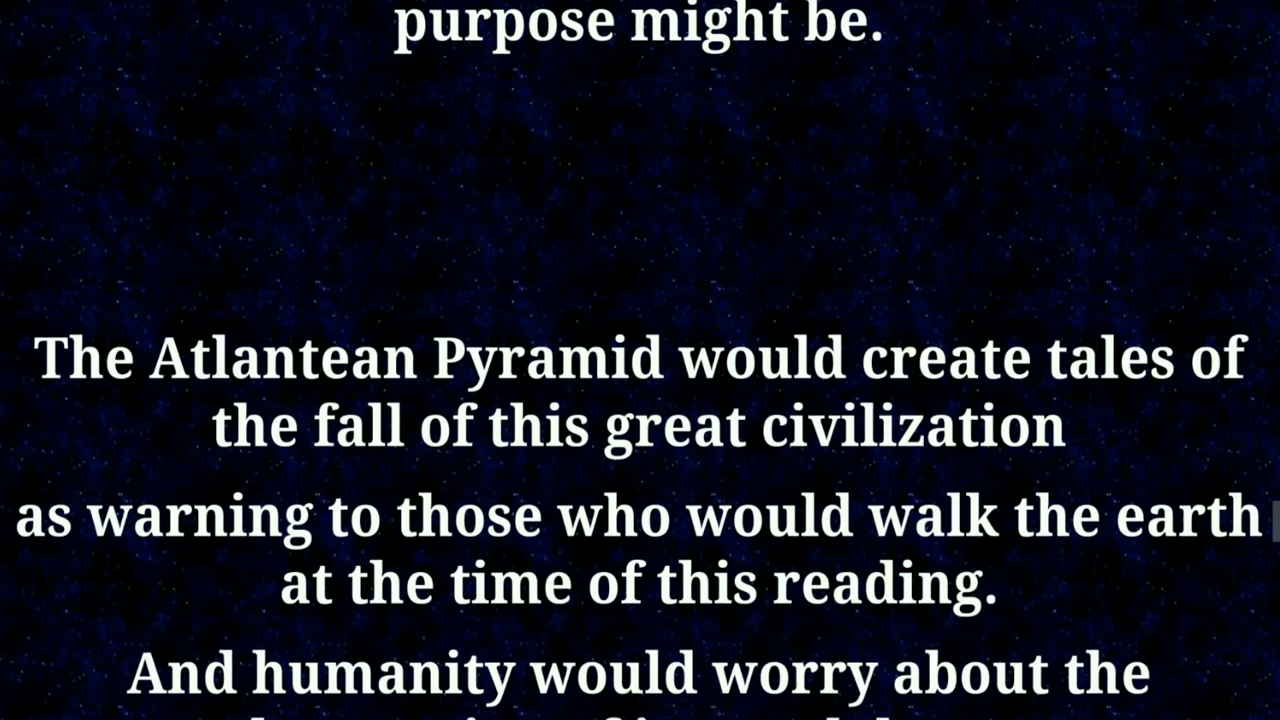 purpose might be.
The Atlantean Pyramid would create tales of
the fall of this great civilization
as warning to those who would walk the earth
at the time of this reading.
And humanity would worry about the